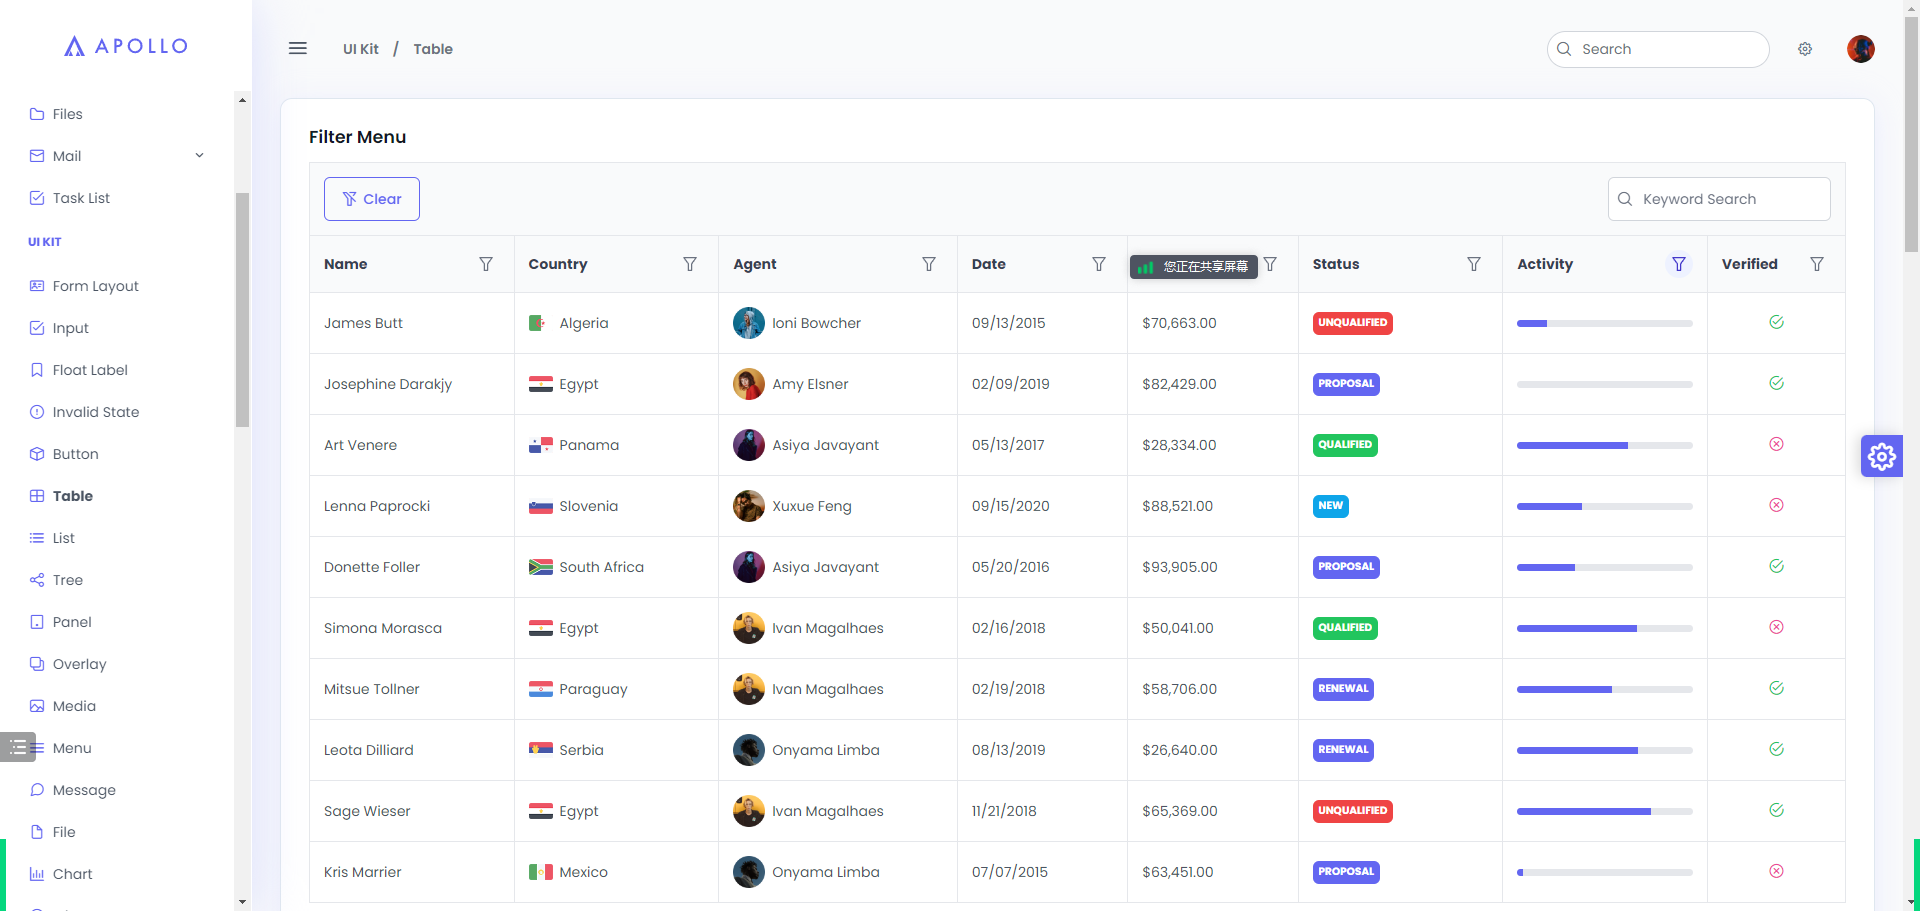 APOLLO
UI Kit / Table
Search
Files
Mail
Task List
UI KIT
Form Layout
Input
Float Label
Invalid State
Button
Table
List
Tree
Panel
Overlay
Media
Menu
Message
File
Chart
Filter Menu
Clear
Keyword Search
Name Country Agent Date 您正在共享屏幕 Status Activity Verified
James Butt Algeria Ioni Bowcher 09/13/2015 $70,663.00 UNQUALIFIED
Josephine Darakjy Egypt Amy Elsner 02/09/2019 $82,429.00 PROPOSAL
Art Venere Panama Asiya Javayant 05/13/2017 $28,334.00 QUALIFIED
Lenna Paprocki Slovenia Xuxue Feng 09/15/2020 $88,521.00 NEW
Donette Foller South Africa Asiya Javayant 05/20/2016 $93,905.00 PROPOSAL
Simona Morasca Egypt Ivan Magalhaes 02/16/2018 $50,041.00 QUALIFIED
Mitsue Tollner Paraguay Ivan Magalhaes 02/19/2018 $58,706.00 RENEWAL
Leota Dilliard Serbia Onyama Limba 08/13/2019 $26,640.00 RENEWAL
Sage Wieser Egypt Ivan Magalhaes 11/21/2018 $65,369.00 UNQUALIFIED
Kris Marrier Mexico Onyama Limba 07/07/2015 $63,451.00 PROPOSAL